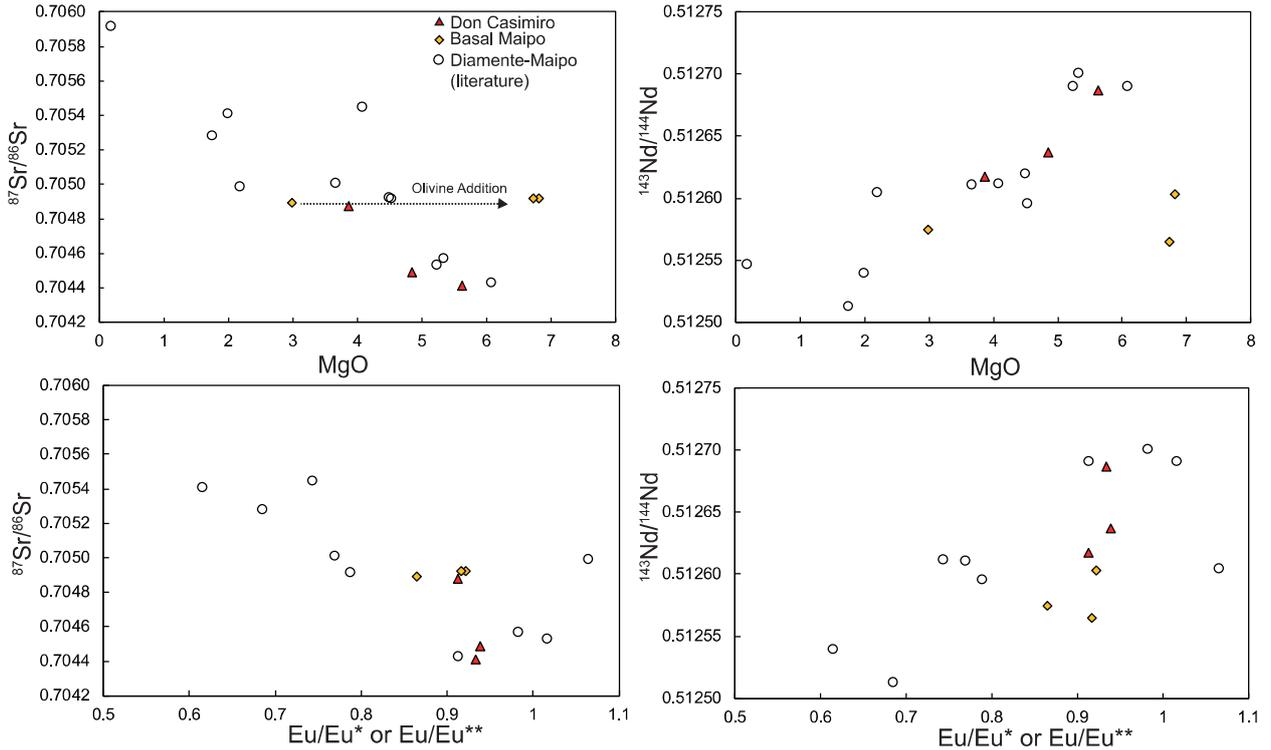 0.7060
0.7058
0.7056
0.7054
0.7052
0.7050
0.7048
0.7046
0.7044
0.7042
87Sr/86Sr
Don Casimiro
Basal Maipo
Diamente-Maipo
(literature)
Olivine Addition
0 1 2 3 4 5 6 7 8
MgO
0.51275
0.51270
0.51265
0.51260
0.51255
0.51250
143Nd/144Nd
0 1 2 3 4 5 6 7 8
MgO
0.7060
0.7058
0.7056
0.7054
0.7052
0.7050
0.7048
0.7046
0.7044
0.7042
87Sr/86Sr
0.5 0.6 0.7 0.8 0.9 1 1.1
Eu/Eu* or Eu/Eu**
0.51275
0.51270
0.51265
0.51260
0.51255
0.51250
143Nd/144Nd
0.5 0.6 0.7 0.8 0.9 1 1.1
Eu/Eu* or Eu/Eu**